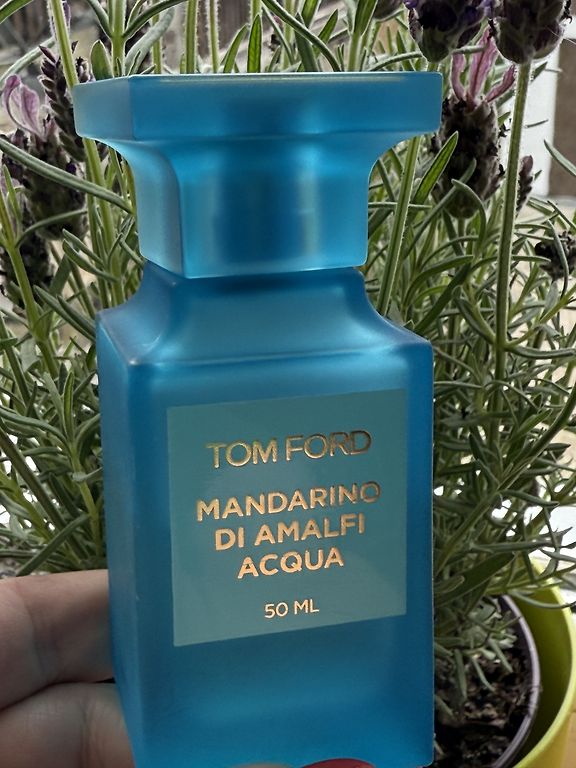 TOM FORD
MANDARINO
DI AMALFI
ACQUA
50 ML